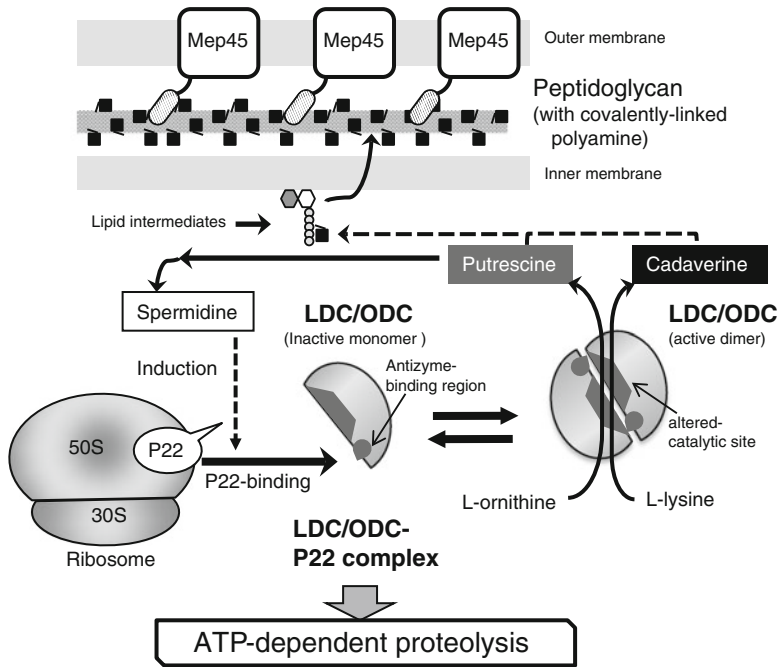 Mep45
Mep45
Mep45
Outer membrane
Peptidoglycan
(with covalently-linked
polyamine)
Inner membrane
Lipid intermediates
Putrescine
Cadaverine
Spermidine
LDC/ODC
(Inactive monomer )
LDC/ODC
(active dimer)
Induction
Antizyme-
binding region
altered-
catalytic site
50S
P22
P22-binding
30S
Ribosome
L-ornithine
L-lysine
LDC/ODC-
P22 complex
ATP-dependent proteolysis